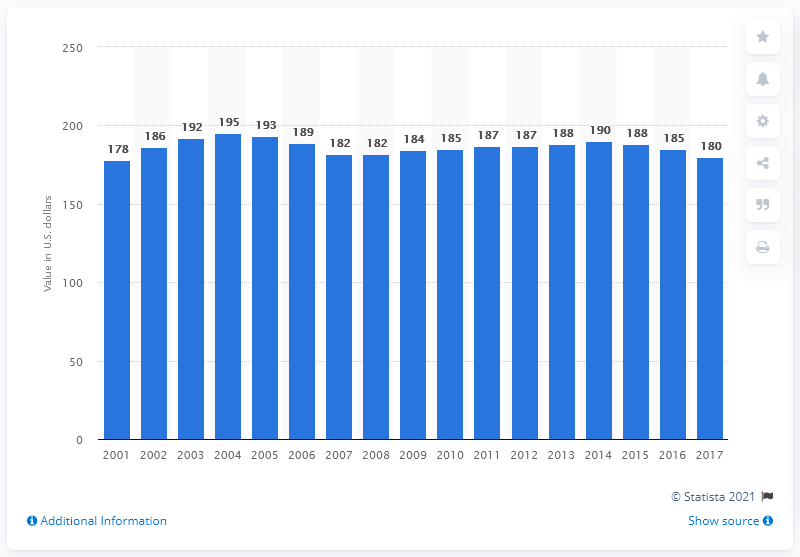 250
200
150
100
50
0
Value in U.S. dollars
178 186 192 195 193 189 182 182 184 185 187 187 188 190 188 185 180
2001 2002 2003 2004 2005 2006 2007 2008 2009 2010 2011 2012 2013 2014 2015 2016 2017
© Statista 2021
Additional Information
Show source